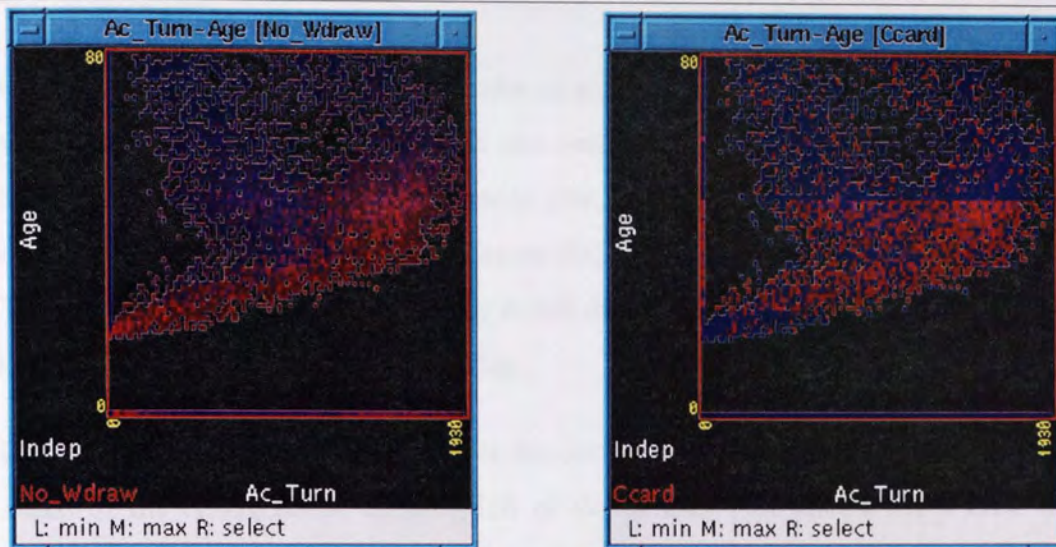 Ac_Turn-Age [No_Wdraw]
80
Age
0
0
1930
Indep
No_Wdraw
Ac_Turn
L: min M: max R: select
Ac_Turn-Age [Ccard]
80
Age
0
0
1930
Indep
Ccard
Ac_Turn
L: min M: max R: select